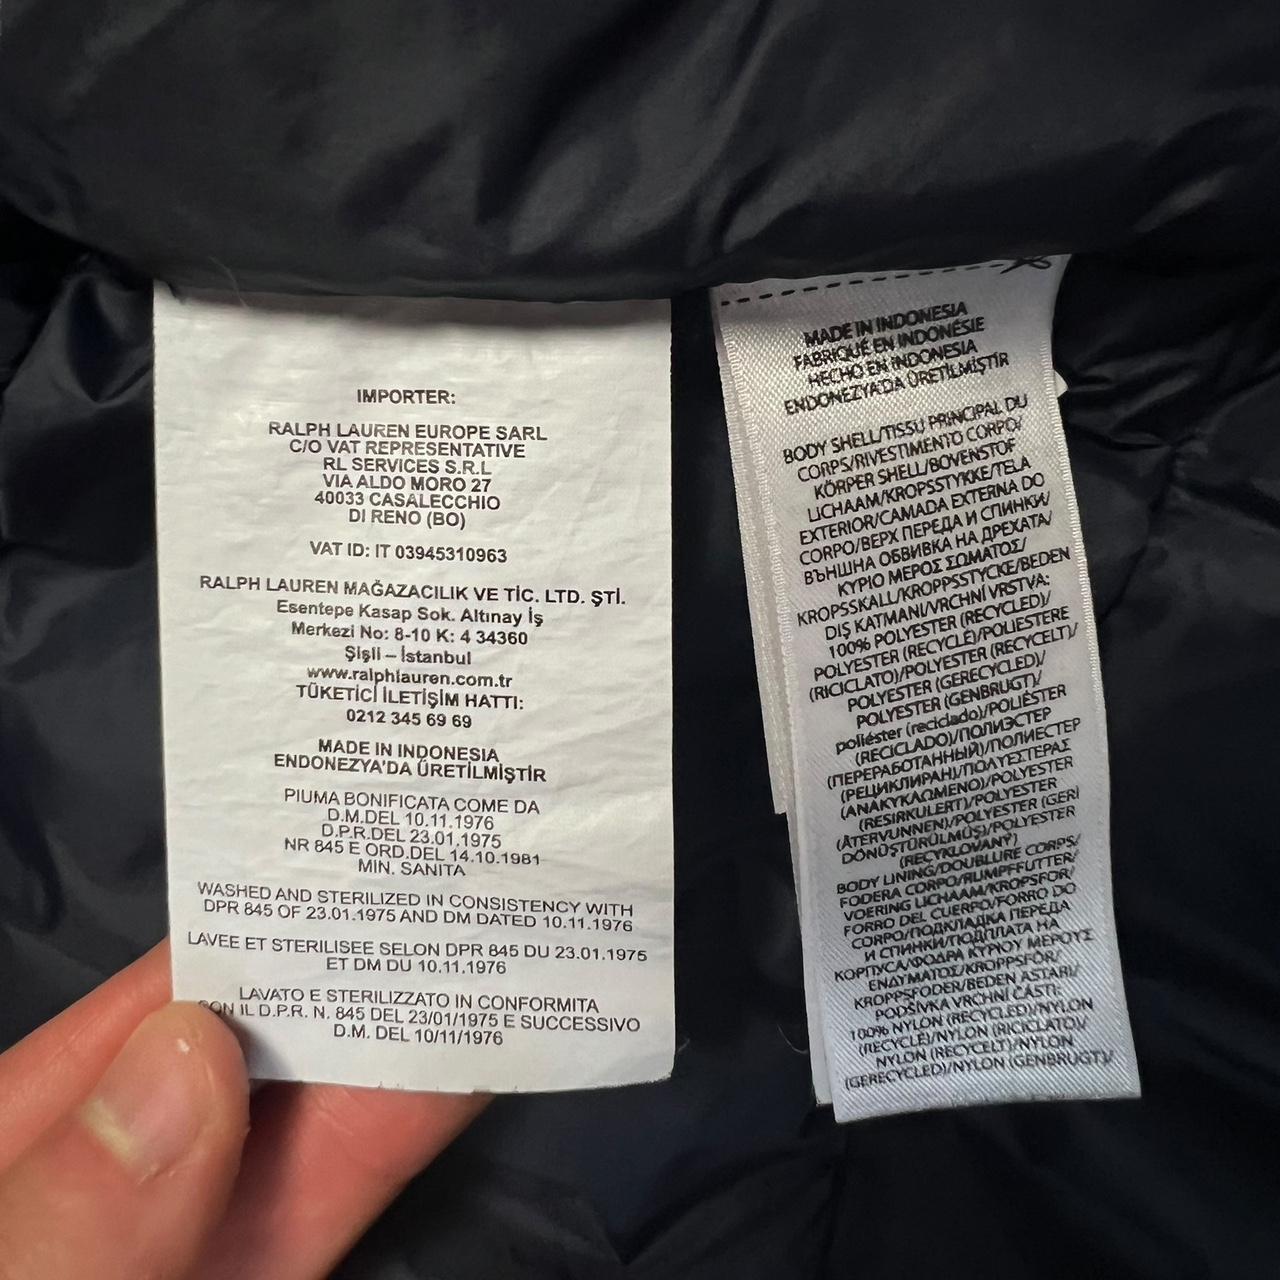 IMPORTER:
RALPH LAUREN EUROPE SARL
C/O VAT REPRESENTATIVE
RL SERVICES S.R.L
VIA ALDO MORO 27
40033 CASALECCHIO
DI RENO (BO)
VAT ID: IT 03945310963
RALPH LAUREN MAĞAZACILIK VE TİC. LTD. ŞTİ.
Esentepe Kasap Sok. Altınay İş
Merkezi No: 8-10 K: 4 34360
Şişli – İstanbul
www.ralphlauren.com.tr
TÜKETİCİ İLETİŞİM HATTI:
0212 345 69 69
MADE IN INDONESIA
ENDONEZYA'DA ÜRETİLMİŞTİR
PIUMA BONIFICATA COME DA
D.M.DEL 10.11.1976
D.P.R.DEL 23.01.1975
NR 845 E ORD.DEL 14.10.1981
MIN. SANITA
WASHED AND STERILIZED IN CONSISTENCY WITH
DPR 845 OF 23.01.1975 AND DM DATED 10.11.1976
LAVEE ET STERILISEE SELON DPR 845 DU 23.01.1975
ET DM DU 10.11.1976
LAVATO E STERILIZZATO IN CONFORMITA
CON IL D.P.R. N. 845 DEL 23/01/1975 E SUCCESSIVO
D.M. DEL 10/11/1976
MADE IN INDONESIA
FABRIQUÉ EN INDONÉSIE
HECHO EN INDONESIA
ENDONEZYA'DA ÜRETİLMİŞTİR
BODY SHELL/TISSU PRINCIPAL DU
CORPS/RIVESTIMENTO CORPO/
KÖRPER SHELL/BOVENSTOF
LICHAAM/KROPSSTYKKE/TELA
EXTERIOR/CAMADA EXTERNA DO
CORPO/ВЕРХ ПЕРЕДА И СПИНКИ/
ВЪНШНА ОБВИВКА НА ДРЕХАТА/
ΚΥΡΙΟ ΜΕΡΟΣ ΣΩΜΑΤΟΣ/
KROPSSKALL/KROPPSSTYCKE/BEDEN
DIŞ KATMANI/VRCHNÍ VRSTVA:
100% POLYESTER (RECYCLED)/
POLYESTER (RECYCLÉ)/POLIESTERE
(RICICLATO)/POLYESTER (RECYCELT)/
POLYESTER (GERECYCLED)/
POLYESTER (GENBRUGT)/
poliéster (reciclado)/POLIÉSTER
(RECICLADO)/ПОЛИЭСТЕР
(ПЕРЕРАБОТАННЫЙ)/ПОЛИЕСТЕР
(РЕЦИКЛИРАН)/ΠΟΛΥΕΣΤΕΡΑΣ
(ΑΝΑΚΥΚΛΩΜΕΝΟ)/POLYESTER
(RESIRKULERT)/POLYESTER
(ÅTERVUNNEN)/POLYESTER (GERİ
DÖNÜŞTÜRÜLMÜŞ)/POLYESTER
(RECYKLOVANÝ)
BODY LINING/DOUBLURE CORPS/
FODERA CORPO/RUMPFFUTTER/
VOERING LICHAAM/KROPSFOR/
FORRO DEL CUERPO/FORRO DO
CORPO/ПОДКЛАДКА ПЕРЕДА
И СПИНКИ/ПОДПЛАТА НА
КОРПУСА/ΦΟΔΡΑ ΚΥΡΙΟΥ ΜΕΡΟΥΣ
ΕΝΔΥΜΑΤΟΣ/KROPPSFÔR/
KROPPSFODER/BEDEN ASTARI/
PODŠÍVKA VRCHNÍ ČÁSTI:
100% NYLON (RECYCLED)/NYLON
(RECYCLÉ)/NYLON (RICICLATO)/
NYLON (RECYCELT)/NYLON
(GERECYCLED)/NYLON (GENBRUGT)/